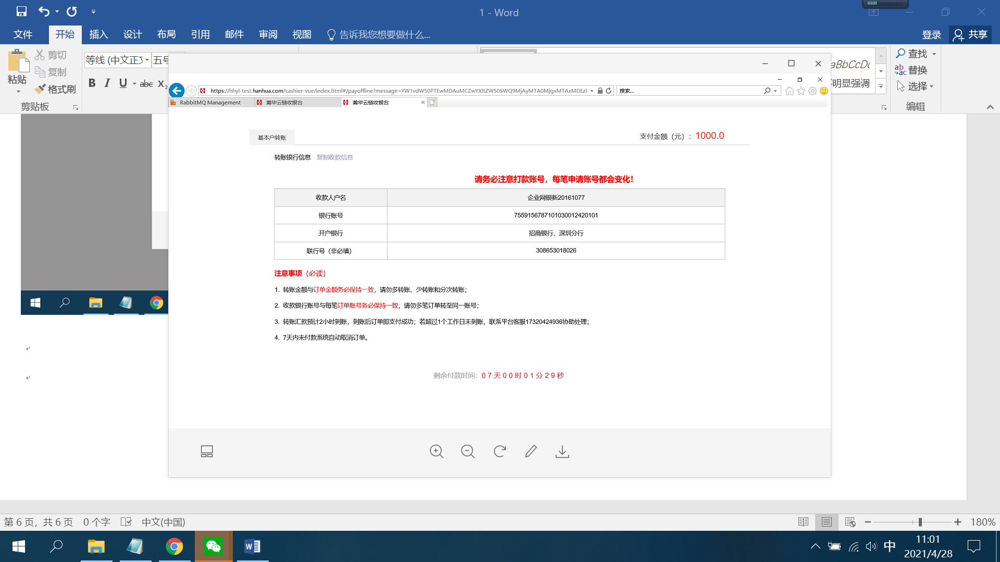 1 - Word
文件 开始 插入 设计 布局 引用 邮件 审阅 视图 告诉我您想要做什么... 登录 共享
粘贴 剪切 复制 格式刷
剪贴板
等线 (中文正文 五号
B I U abc X₂
明显强调
查找
替换
选择
编辑
https://hhyl-test.hanhua.com/cashier-vue/index.html#/payoffline?message=YW1vdW50PTEwMDAuMCZwYXltZW50SWQ9MjAyMTA0MjgxMTAxMDEzI 搜索...
RabbitMQ Management 瀚华云链收银台 瀚华云链收银台
基本户转账 支付金额（元）：1000.0
转账银行信息 复制收款信息
请务必注意打款账号，每笔申请账号都会变化！
收款人户名 企业网银新20161077
银行账号 7559156787101030012420101
开户银行 招商银行、深圳分行
联行号（非必填） 308653018026
注意事项（必读）
1. 转账金额与订单金额务必保持一致，请勿多转账、少转账和分次转账；
2. 收款银行账号与每笔订单账号务必保持一致，请勿多笔订单转至同一账号；
3. 转账汇款预计2小时到账，到账后订单即支付成功；若超过1个工作日未到账，联系平台客服17320424936协助处理；
4. 7天内未付款系统自动取消订单。
剩余付款时间：07天00时01分29秒
第 6 页，共 6 页 0 个字 中文(中国) 180%
中 11:01
2021/4/28